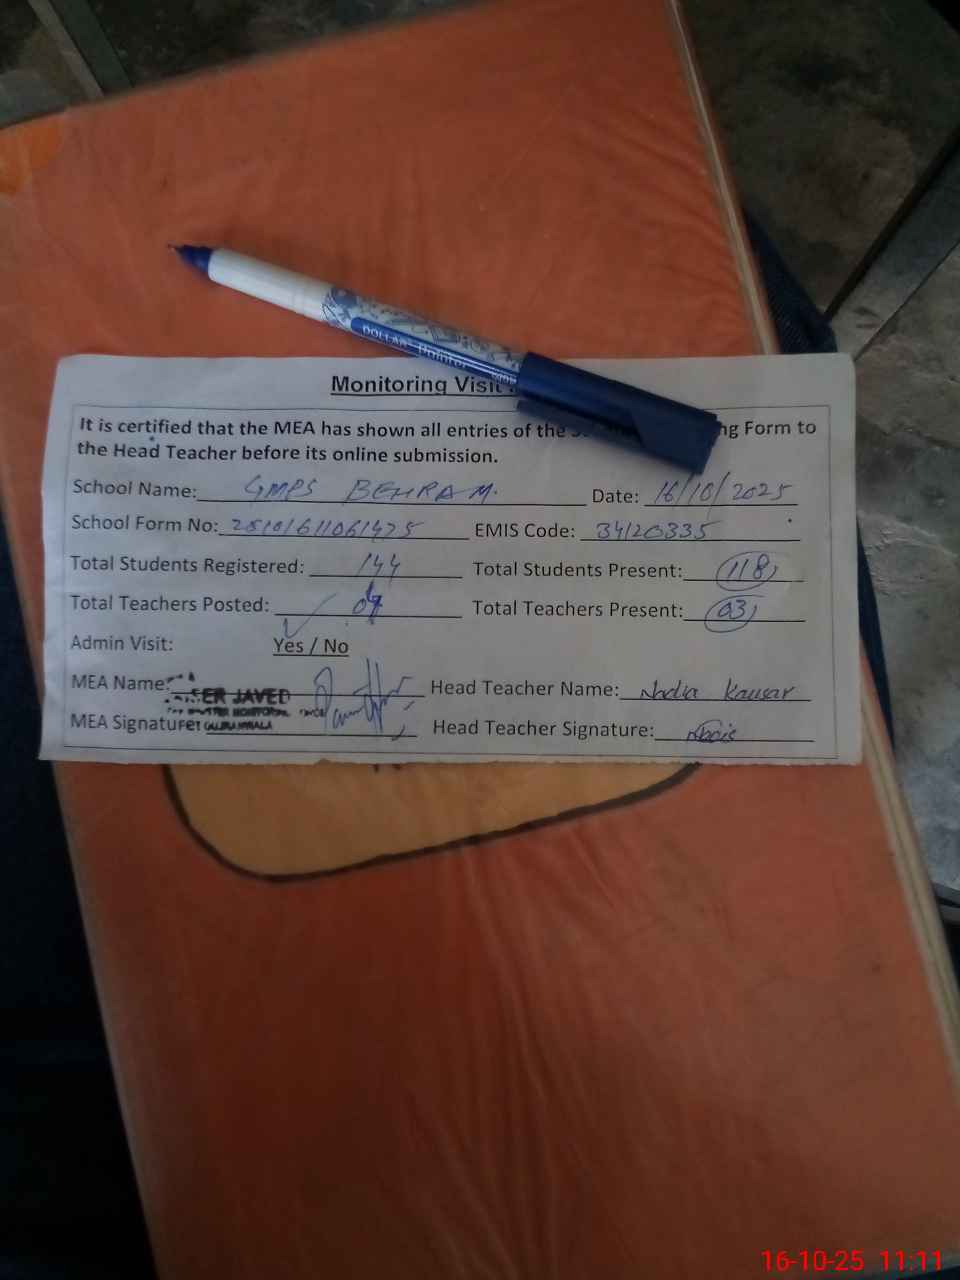 DOLLAR Pointer
Monitoring Visit
It is certified that the MEA has shown all entries of the ng Form to
the Head Teacher before its online submission.
School Name: GMPS BEHRAM. Date: 16/10/2025
School Form No: EMIS Code: 34120335
Total Students Registered: 144 Total Students Present: 118
Total Teachers Posted: Total Teachers Present: 03
Admin Visit: Yes / No
MEA Name: JAVED Head Teacher Name: Nadia Kausar
MEA Signature: Head Teacher Signature:
16-10-25 11:11